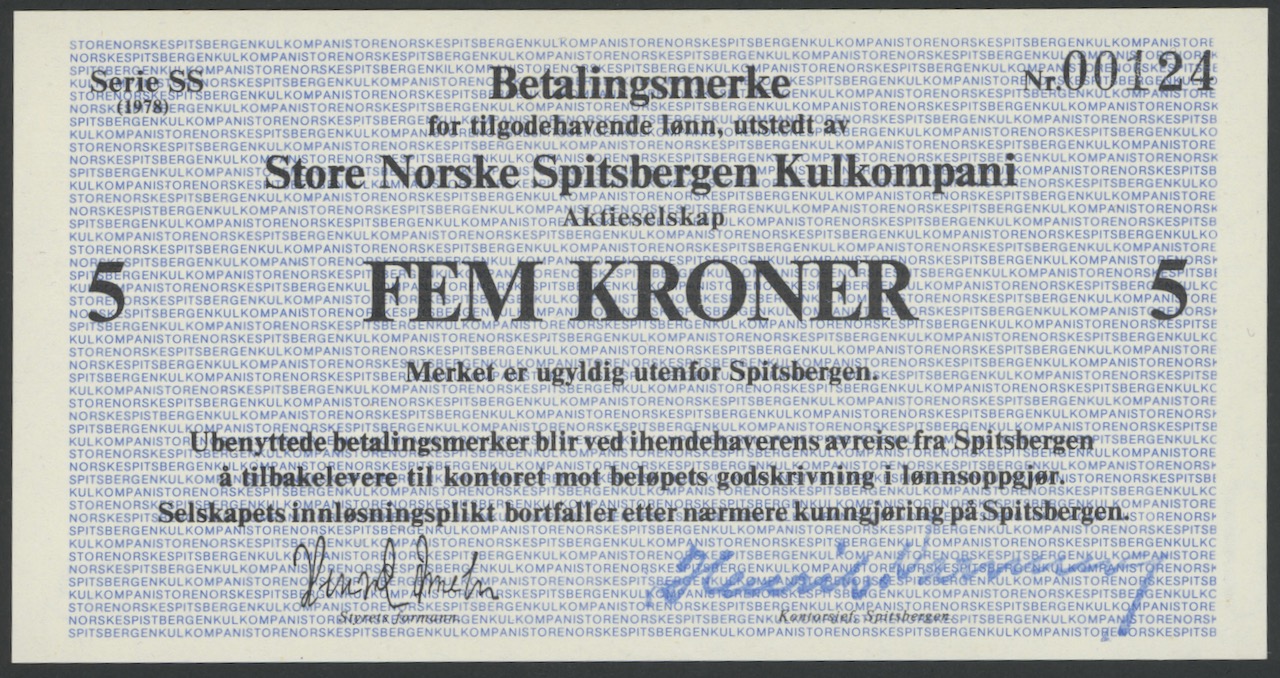 Serie SS
(1978)
Nr. 00124
Betalingsmerke
for tilgodehavende lønn, utstedt av
Store Norske Spitsbergen Kulkompani
Aktieselskap
5 FEM KRONER 5
Merket er ugyldig utenfor Spitsbergen.
Ubenyttede betalingsmerker blir ved ihendehaverens avreise fra Spitsbergen
å tilbakelevere til kontoret mot beløpets godskrivning i lønnsoppgjør.
Selskapets innløsningsplikt bortfaller etter nærmere kunngjøring på Spitsbergen.
Styrets formann
Kontorsjef, Spitsbergen